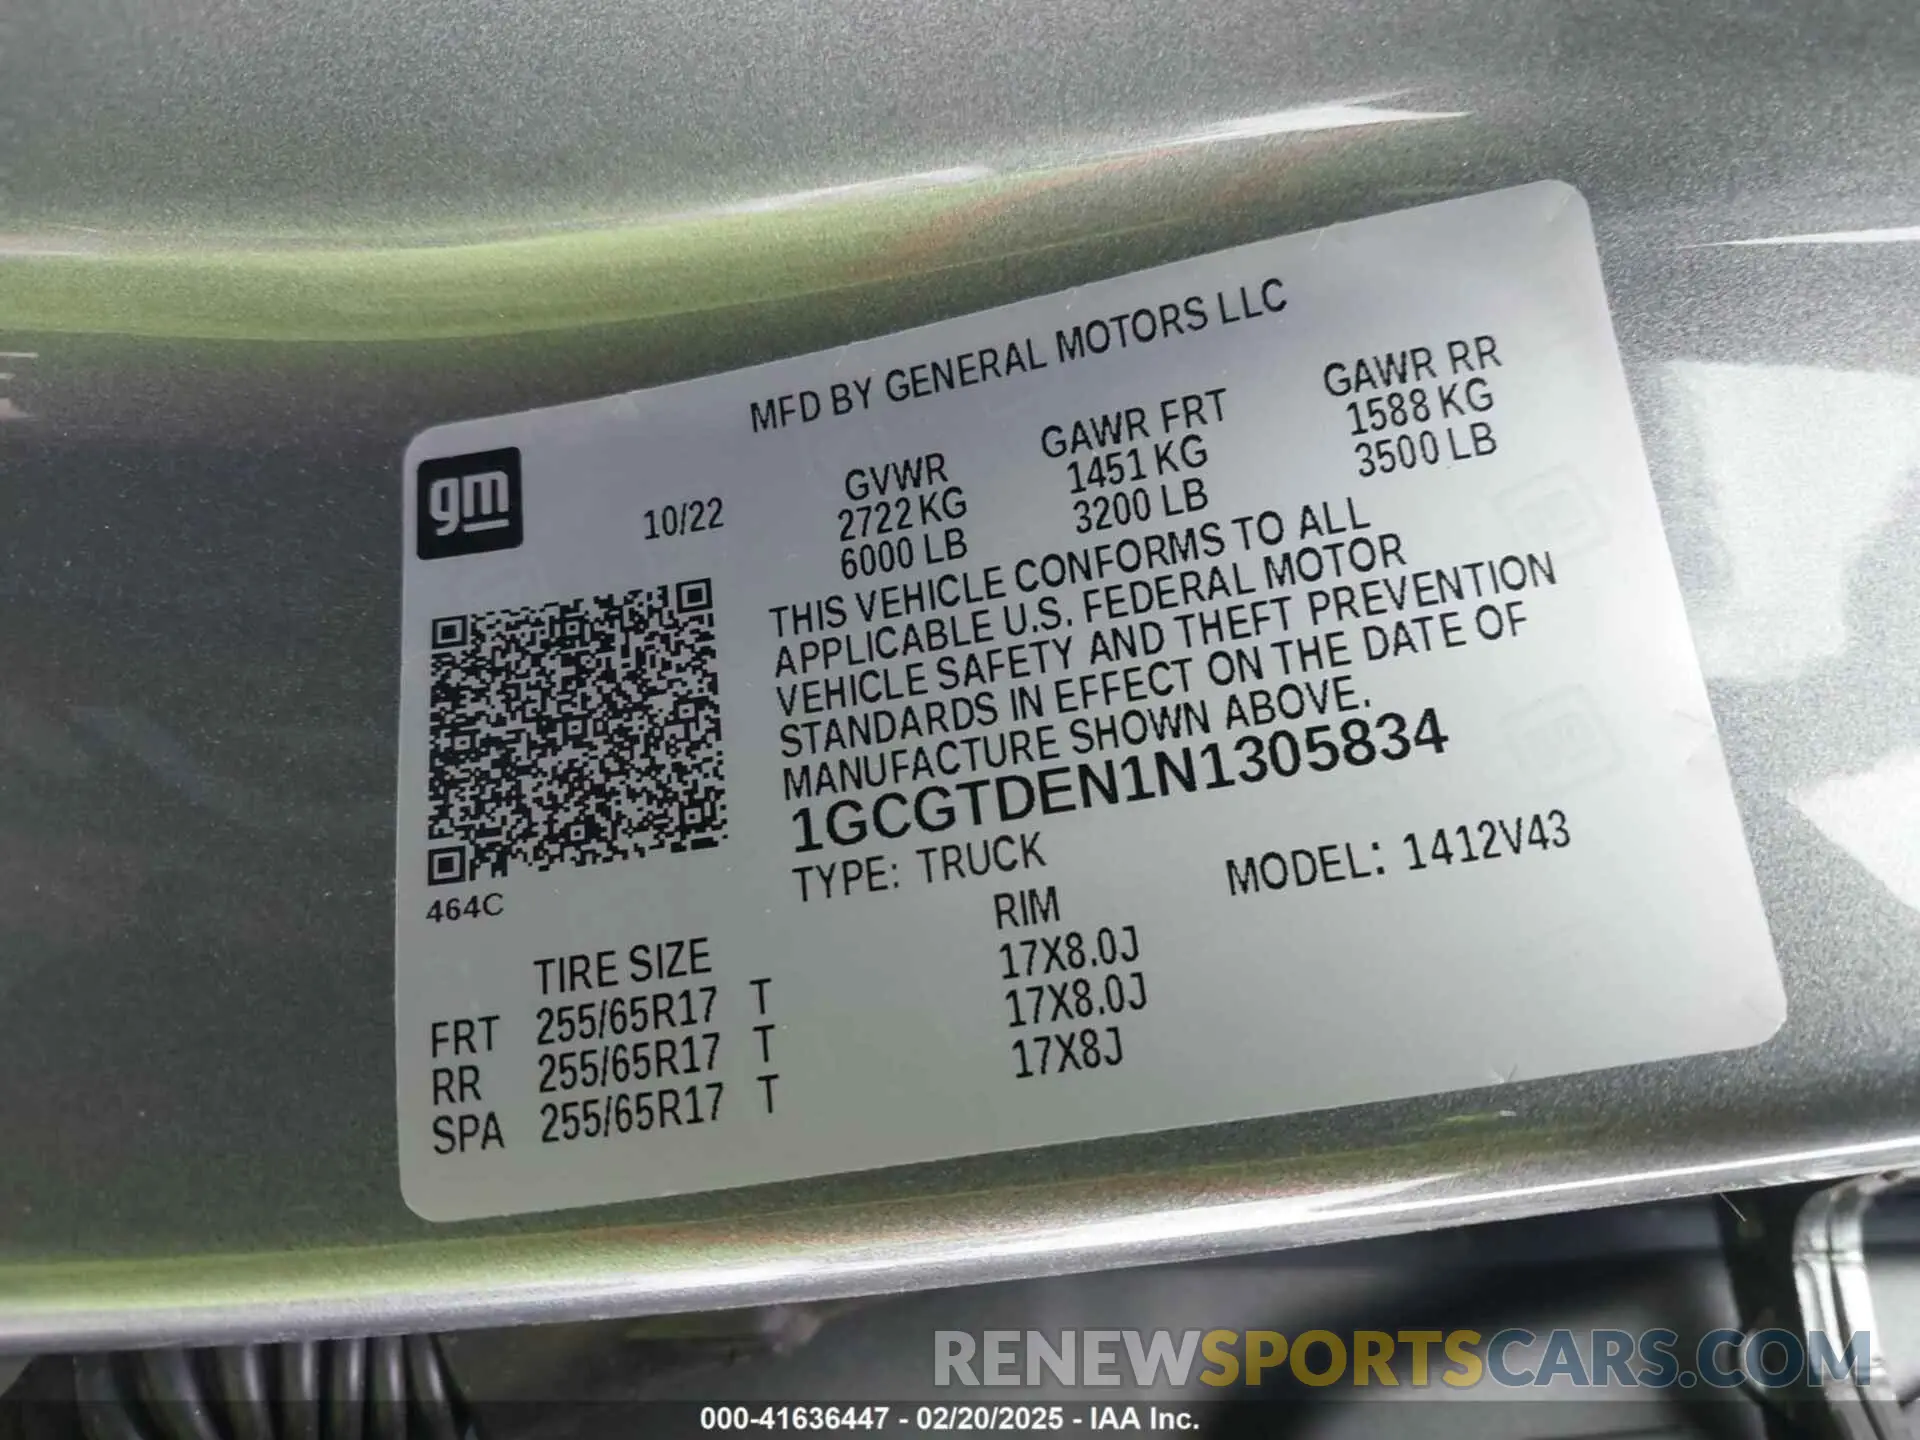 MFD BY GENERAL MOTORS LLC
gm
10/22
GVWR
2722 KG
6000 LB
GAWR FRT
1451 KG
3200 LB
GAWR RR
1588 KG
3500 LB
THIS VEHICLE CONFORMS TO ALL
APPLICABLE U.S. FEDERAL MOTOR
VEHICLE SAFETY AND THEFT PREVENTION
STANDARDS IN EFFECT ON THE DATE OF
MANUFACTURE SHOWN ABOVE.
1GCGTDEN1N1305834
TYPE: TRUCK
MODEL: 1412V43
464C
TIRE SIZE RIM
FRT 255/65R17 T 17X8.0J
RR 255/65R17 T 17X8.0J
SPA 255/65R17 T 17X8J
RENEWSPORTSCARS.COM
000-41636447 - 02/20/2025 - IAA Inc.